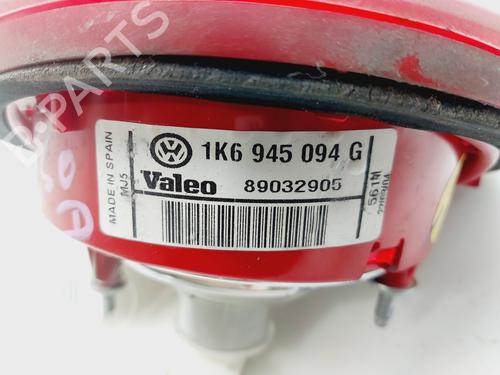 1K6 945 094 G
Valeo 89032905
MADE IN SPAIN
MJ5
561M
D-PARTS